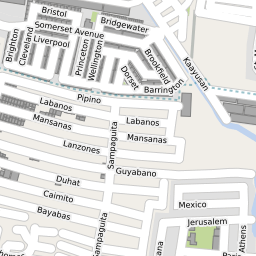 Bristol
Bridgewater
Somerset Avenue
Liverpool
Brighton
Cleveland
Princeton
Wellington
Brookfield
Kaayusan
Dorset
Barrington
Pipino
Labanos
Labanos
Mansanas
Mansanas
Lanzones
Sampaguita
Guyabano
Duhat
Caimito
Bayabas
Sampaguita
Mexico
Jerusalem
Athens